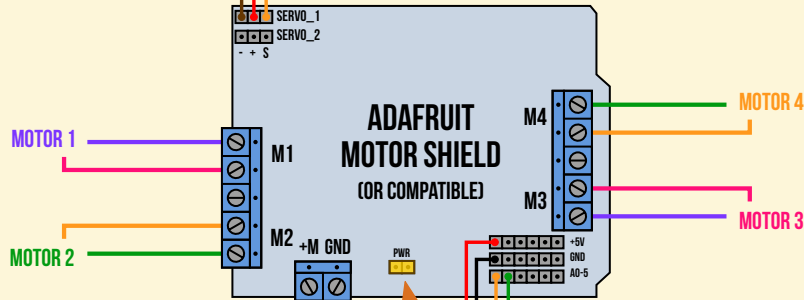 SERVO_1
SERVO_2
- + S
ADAFRUIT
MOTOR SHIELD
(OR COMPATIBLE)
MOTOR 1
MOTOR 2
M1
M2
+M GND
PWR
M4
M3
MOTOR 4
MOTOR 3
+5V
GND
A0-5